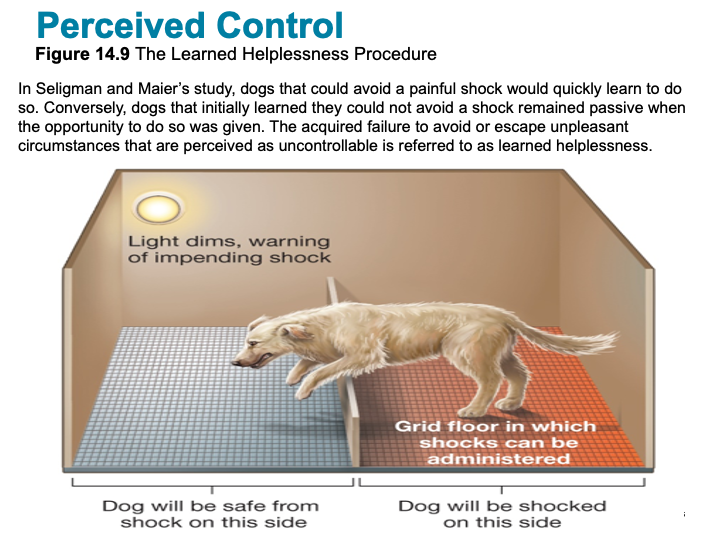 Perceived Control
Figure 14.9 The Learned Helplessness Procedure
In Seligman and Maier’s study, dogs that could avoid a painful shock would quickly learn to do
so. Conversely, dogs that initially learned they could not avoid a shock remained passive when
the opportunity to do so was given. The acquired failure to avoid or escape unpleasant
circumstances that are perceived as uncontrollable is referred to as learned helplessness.
Light dims, warning
of impending shock
Grid floor in which
shocks can be
administered
Dog will be safe from
shock on this side
Dog will be shocked
on this side